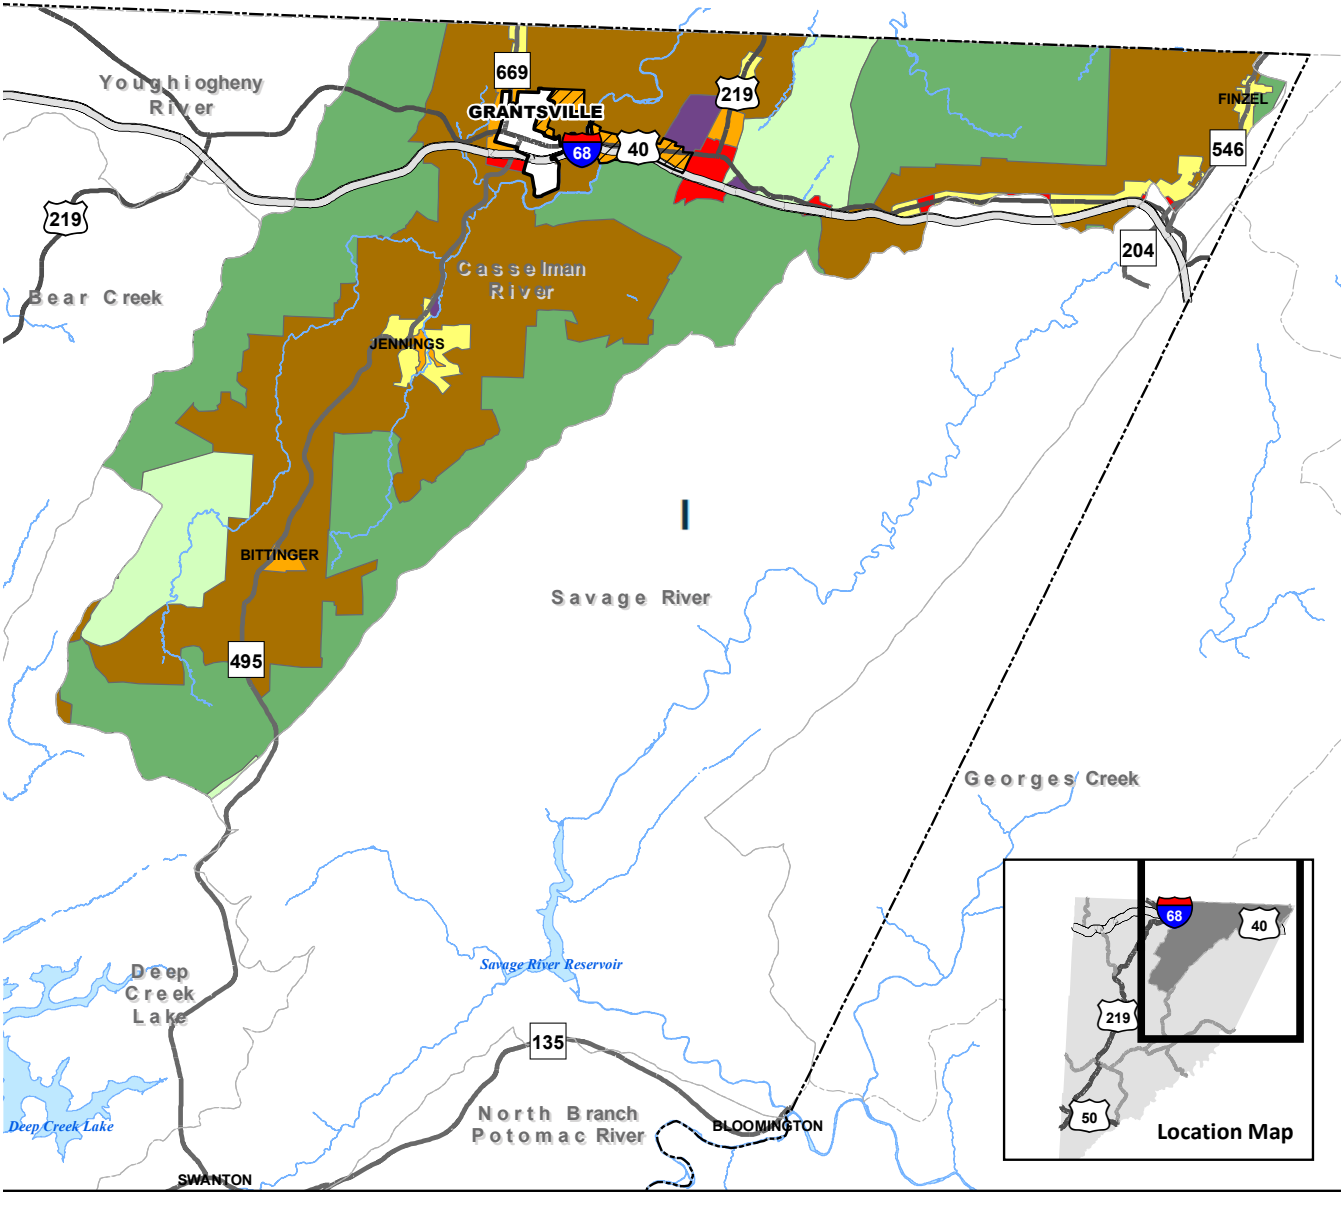 Youghiogheny
River
669
219
GRANTSVILLE
68
40
FINZEL
546
219
204
Casselman
River
Bear Creek
JENNINGS
I
BITTINGER
Savage River
495
Georges Creek
68
40
Savage River Reservoir
Deep
Creek
Lake
219
135
North Branch
Potomac River
50
Deep Creek Lake
BLOOMINGTON
Location Map
SWANTON